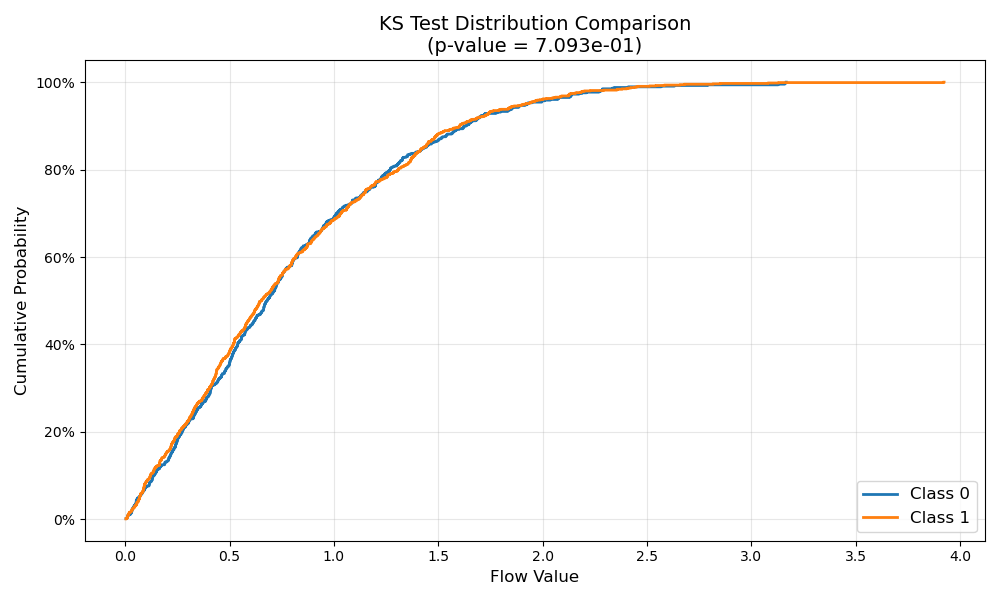 KS Test Distribution Comparison
(p-value = 7.093e-01)
100%
80%
60%
40%
20%
0%
Cumulative Probability
0.0 0.5 1.0 1.5 2.0 2.5 3.0 3.5 4.0
Flow Value
Class 0
Class 1